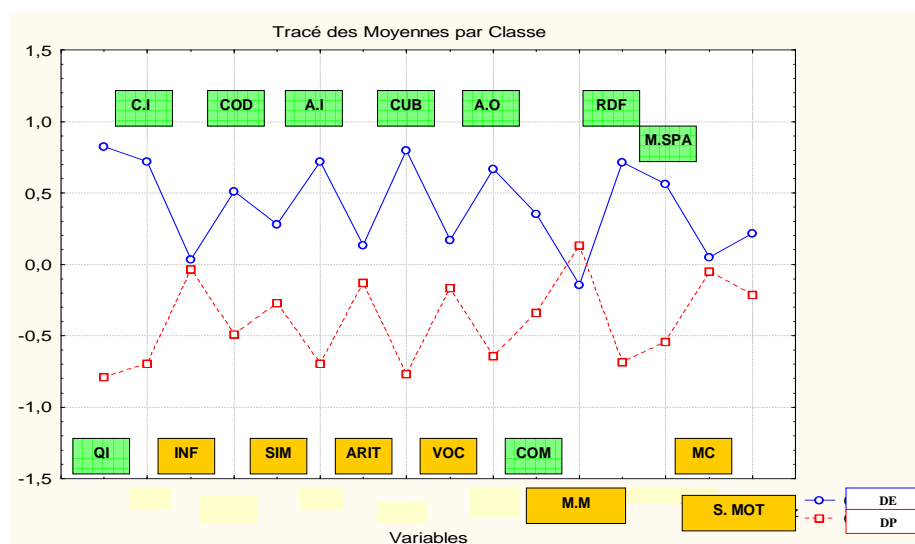 Tracé des Moyennes par Classe
1,5
1,0
0,5
0,0
-0,5
-1,0
-1,5
C.I
COD
A.I
CUB
A.O
RDF
M.SPA
QI
INF
SIM
ARIT
VOC
COM
MC
M.M
S. MOT
DE
DP
Variables